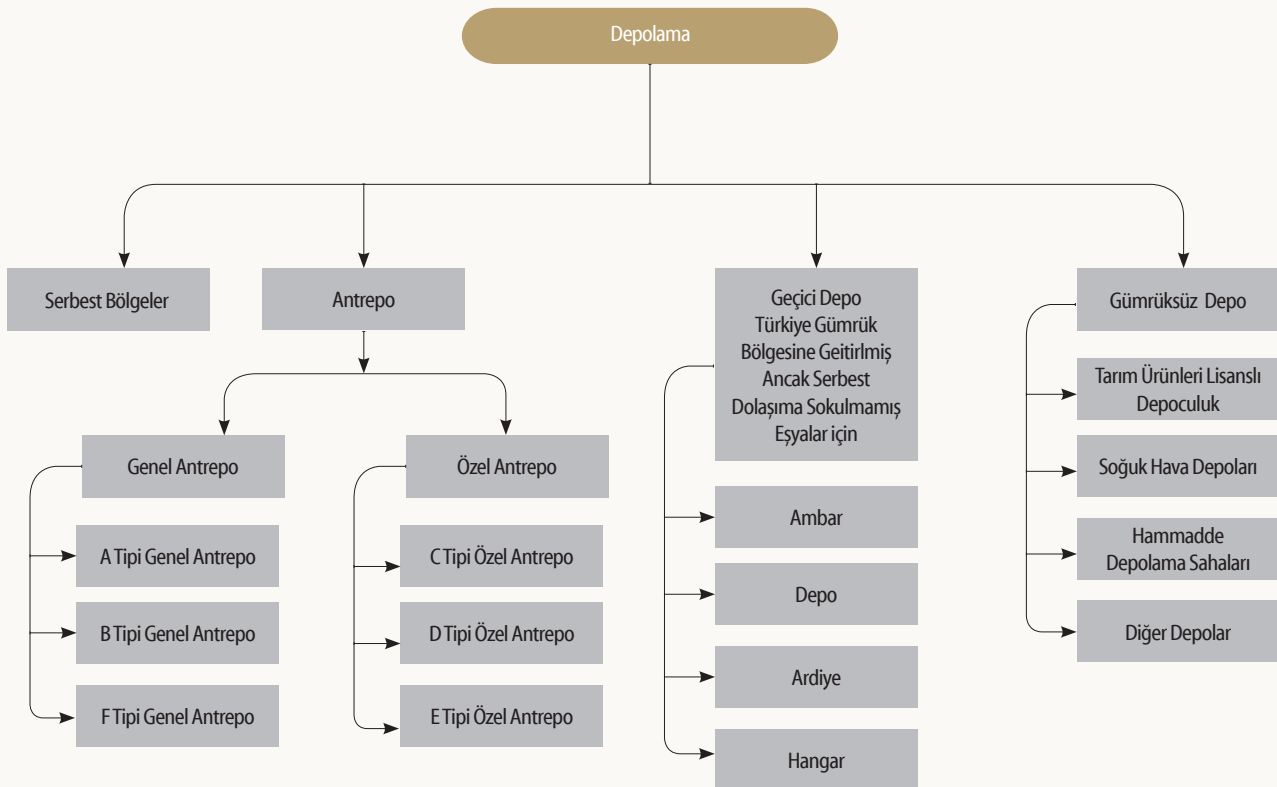 Depolama
Serbest Bölgeler
Antrepo
Genel Antrepo
A Tipi Genel Antrepo
B Tipi Genel Antrepo
F Tipi Genel Antrepo
Özel Antrepo
C Tipi Özel Antrepo
D Tipi Özel Antrepo
E Tipi Özel Antrepo
Geçici Depo
Türkiye Gümrük
Bölgesine Geitirlmiş
Ancak Serbest
Dolaşıma Sokulmamış
Eşyalar için
Ambar
Depo
Ardiye
Hangar
Gümrüksüz Depo
Tarım Ürünleri Lisanslı
Depoculuk
Soğuk Hava Depoları
Hammadde
Depolama Sahaları
Diğer Depolar